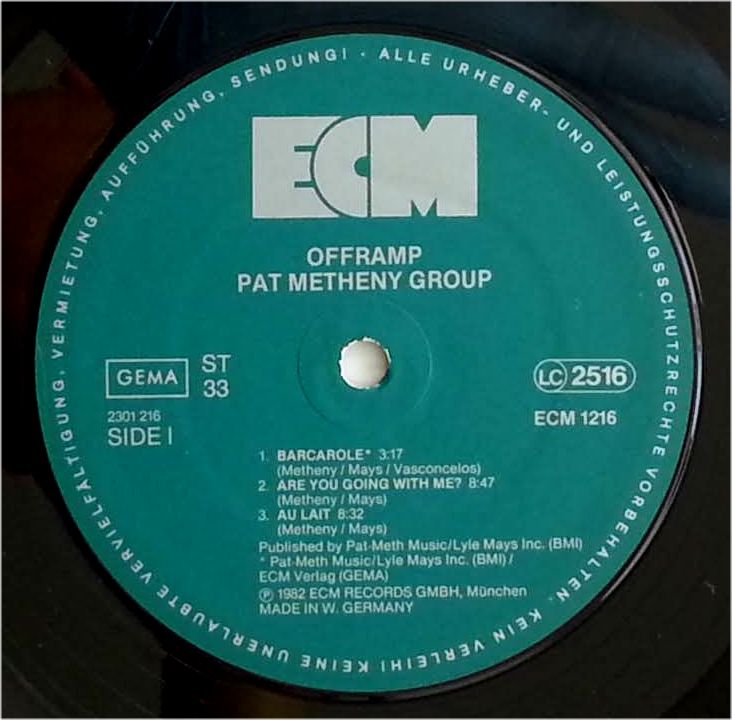 ALLE URHEBER- UND LEISTUNGSSCHUTZRECHTE VORBEHALTEN. KEIN VERLEIH! KEINE UNERLAUBTE VERVIELFÄLTIGUNG, VERMIETUNG, AUFFÜHRUNG, SENDUNG! ·
ECM
OFFRAMP
PAT METHENY GROUP
GEMA
ST
33
LC 2516
2301 216
SIDE I
ECM 1216
1. BARCAROLE* 3:17
(Metheny / Mays / Vasconcelos)
2. ARE YOU GOING WITH ME? 8:47
(Metheny / Mays)
3. AU LAIT 8:32
(Metheny / Mays)
Published by Pat-Meth Music/Lyle Mays Inc. (BMI)
* Pat-Meth Music/Lyle Mays Inc. (BMI) /
ECM Verlag (GEMA)
℗ 1982 ECM RECORDS GMBH, München
MADE IN W. GERMANY